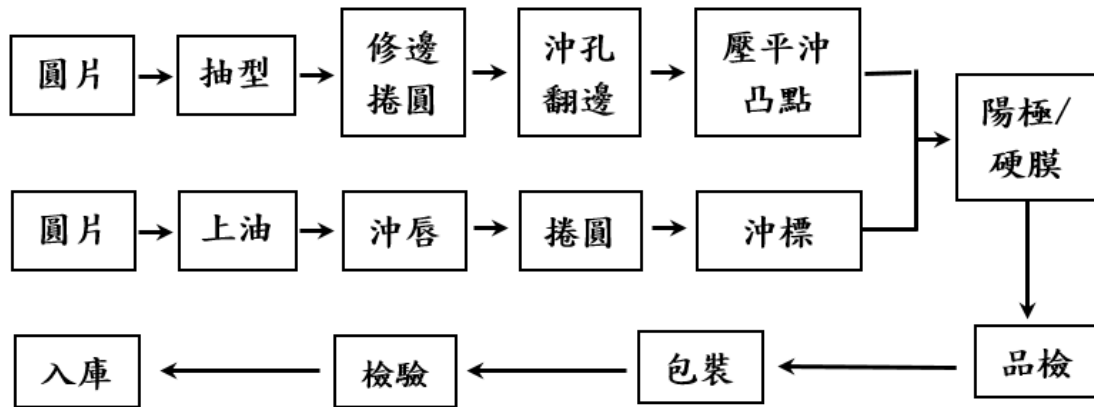 圓片
抽型
修邊
捲圓
沖孔
翻邊
壓平沖
凸點
陽極/
硬膜
圓片
上油
沖唇
捲圓
沖標
入庫
檢驗
包裝
品檢